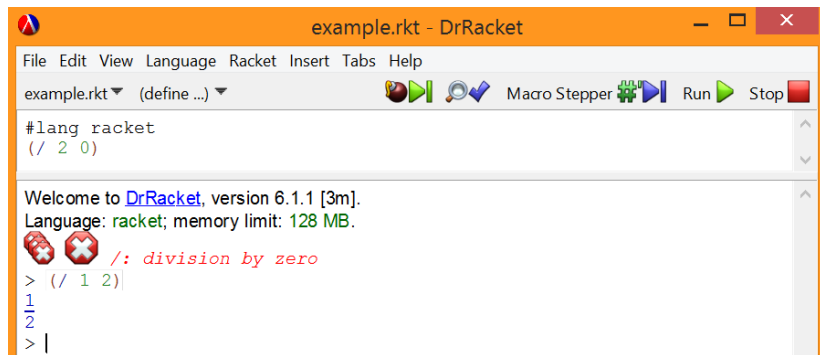 example.rkt - DrRacket
File Edit View Language Racket Insert Tabs Help
example.rkt (define ...) Macro Stepper Run Stop
#lang racket
(/ 2 0)
Welcome to DrRacket, version 6.1.1 [3m].
Language: racket; memory limit: 128 MB.
/: division by zero
> (/ 1 2)
1
2
>